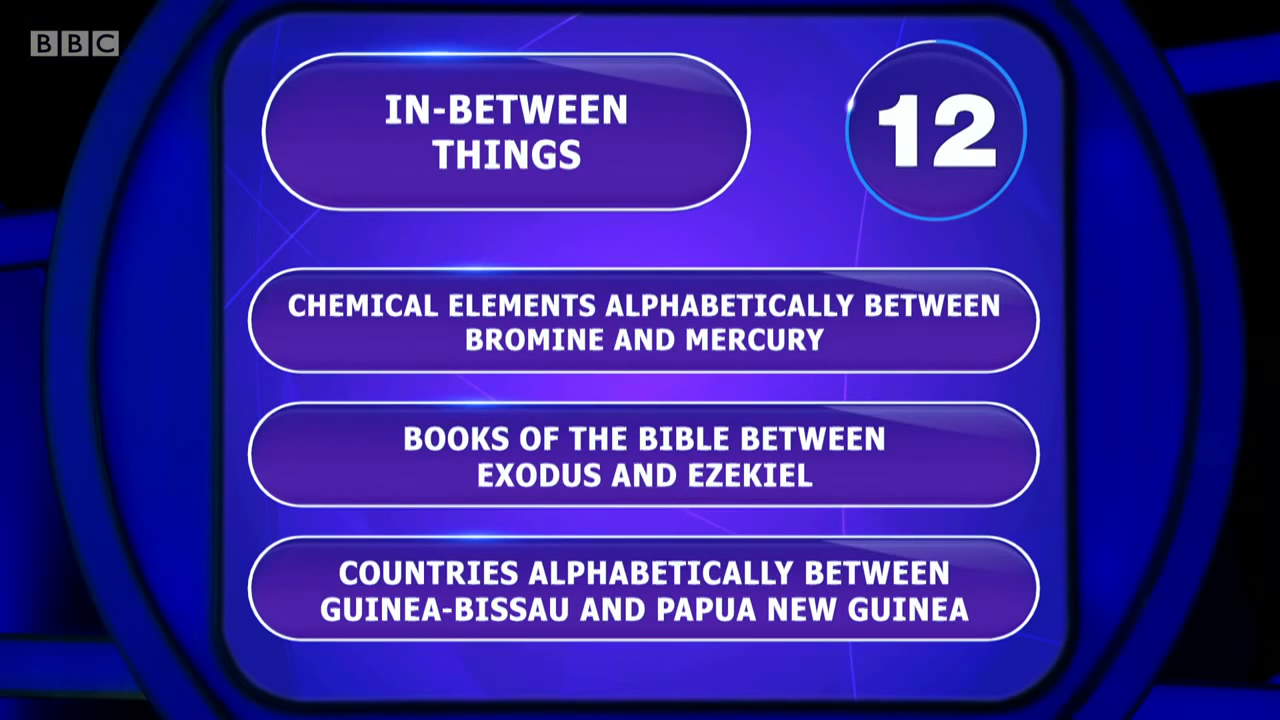 BBC
IN-BETWEEN
THINGS
12
CHEMICAL ELEMENTS ALPHABETICALLY BETWEEN
BROMINE AND MERCURY
BOOKS OF THE BIBLE BETWEEN
EXODUS AND EZEKIEL
COUNTRIES ALPHABETICALLY BETWEEN
GUINEA-BISSAU AND PAPUA NEW GUINEA